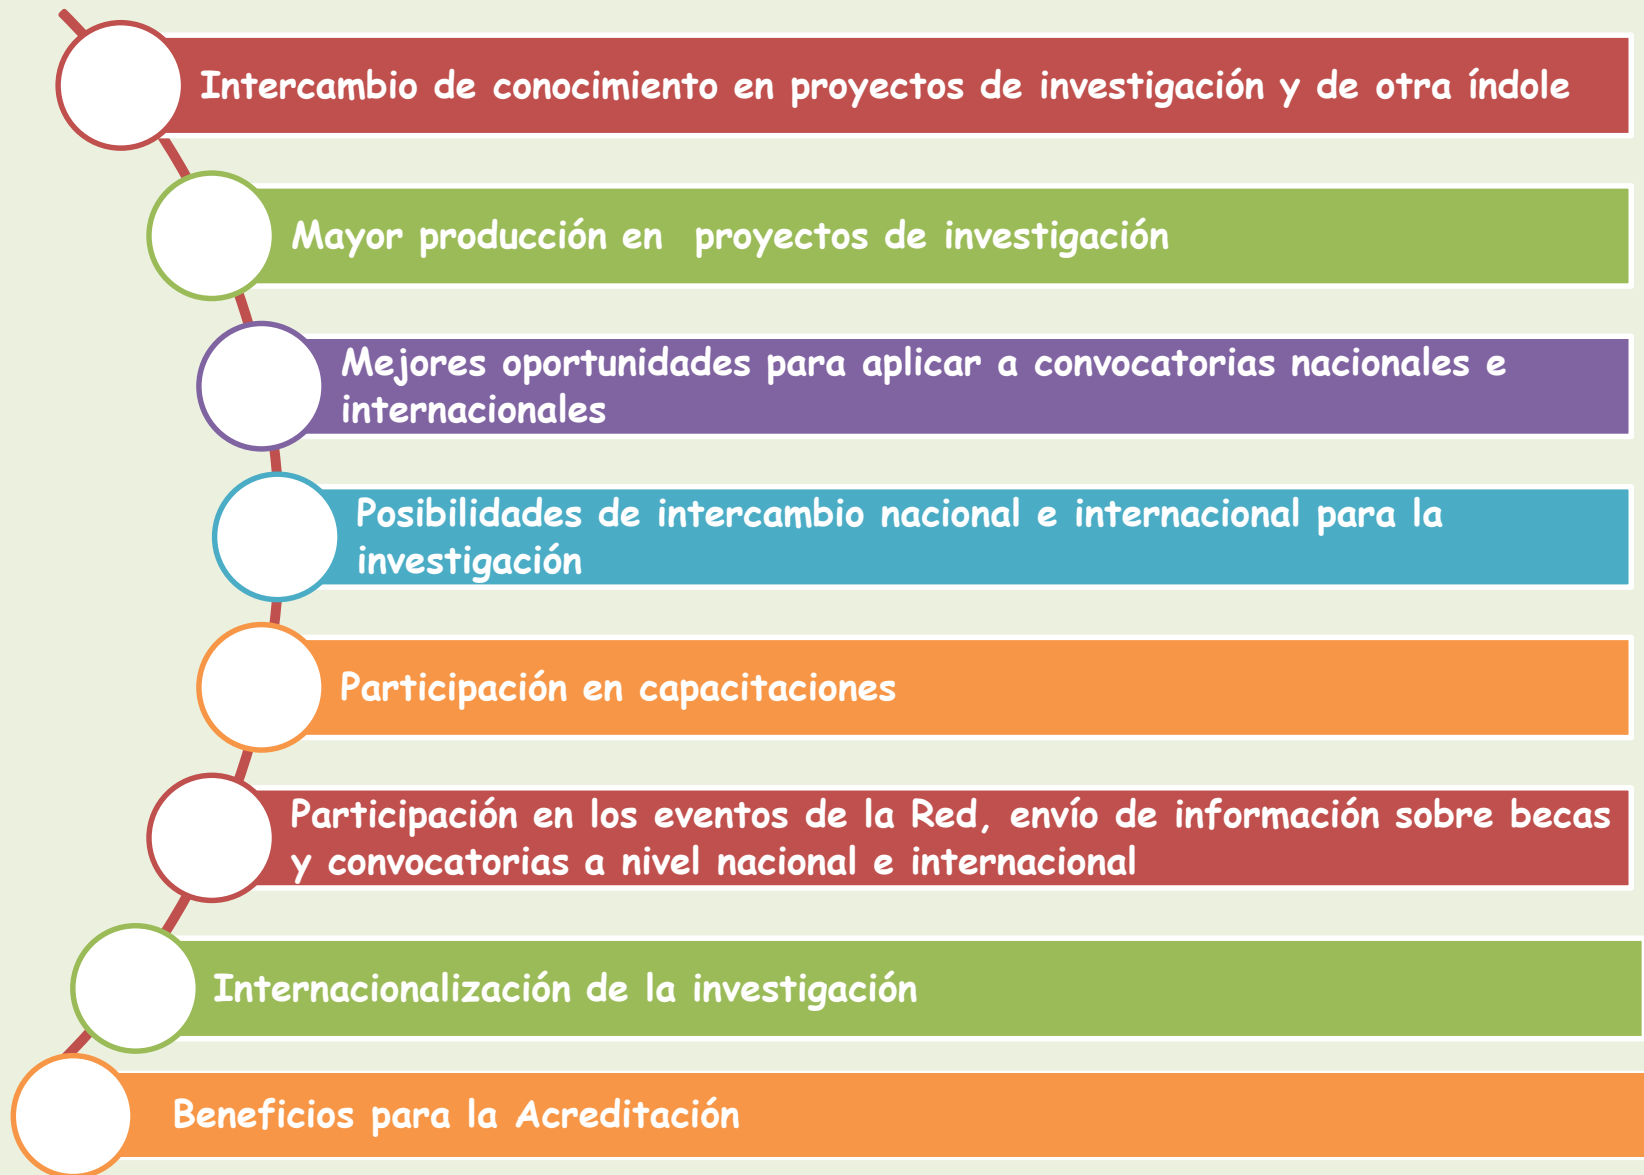 Intercambio de conocimiento en proyectos de investigación y de otra índole
Mayor producción en  proyectos de investigación
Mejores oportunidades para aplicar a convocatorias nacionales e
internacionales
Posibilidades de intercambio nacional e internacional para la
investigación
Participación en capacitaciones
Participación en los eventos de la Red, envío de información sobre becas
y convocatorias a nivel nacional e internacional
Internacionalización de la investigación
Beneficios para la Acreditación